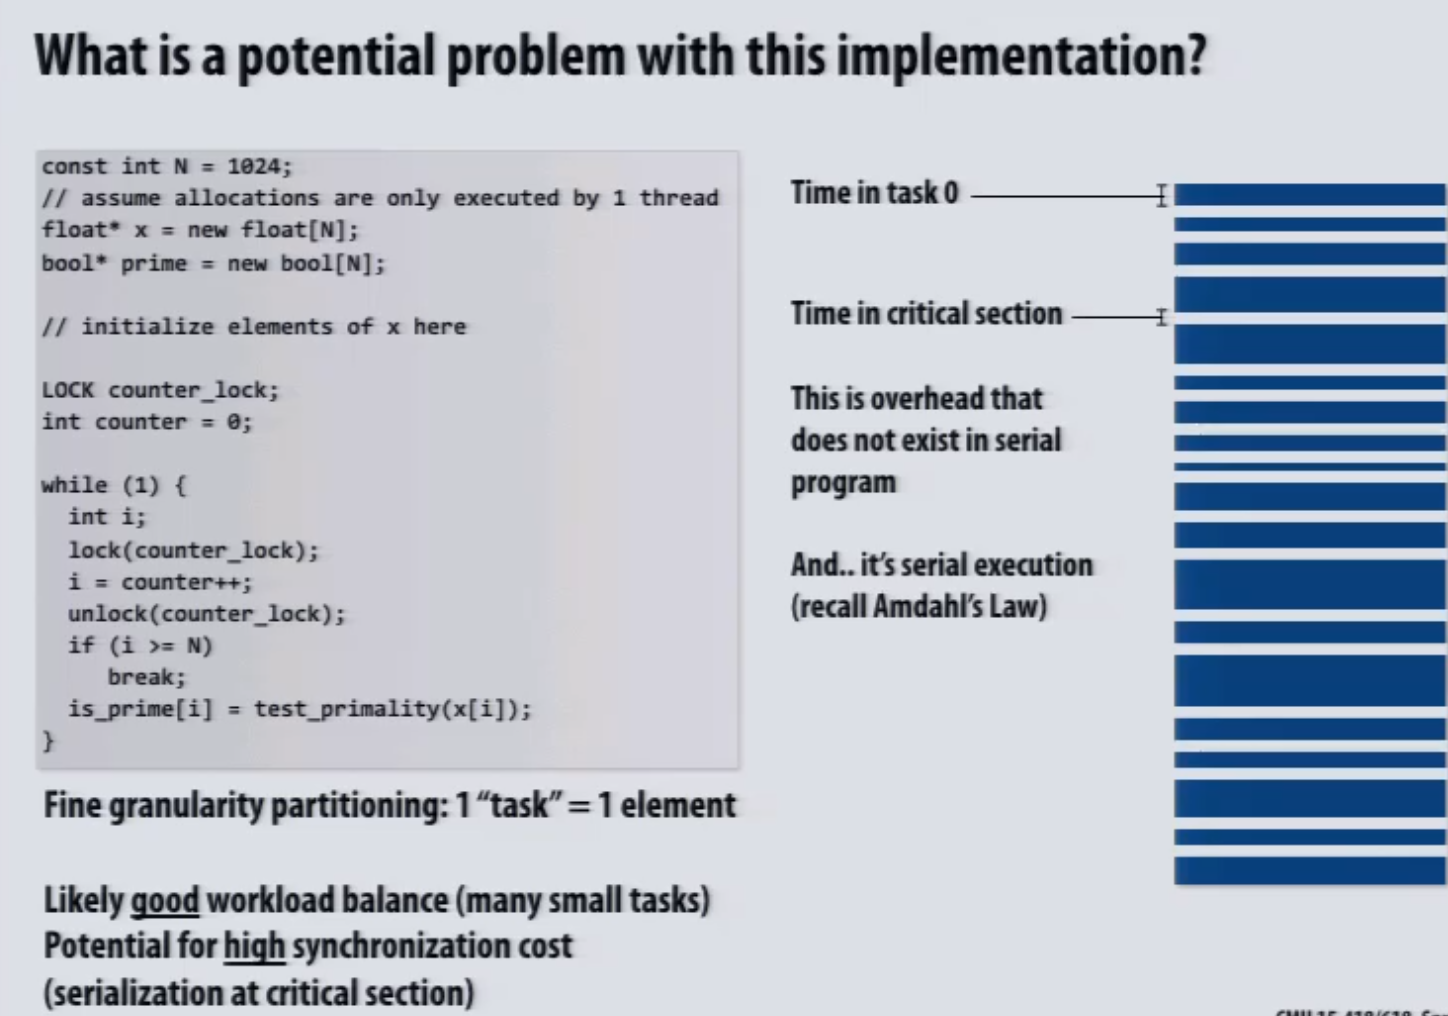 What is a potential problem with this implementation?
const int N = 1024;
// assume allocations are only executed by 1 thread
float* x = new float[N];
bool* prime = new bool[N];
// initialize elements of x here
LOCK counter_lock;
int counter = 0;
while (1) {
int i;
lock(counter_lock);
i = counter++;
unlock(counter_lock);
if (i >= N)
break;
is_prime[i] = test_primality(x[i]);
}
Time in task 0
Time in critical section
This is overhead that
does not exist in serial
program
And.. it's serial execution
(recall Amdahl's Law)
Fine granularity partitioning: 1 “task” = 1 element
Likely good workload balance (many small tasks)
Potential for high synchronization cost
(serialization at critical section)